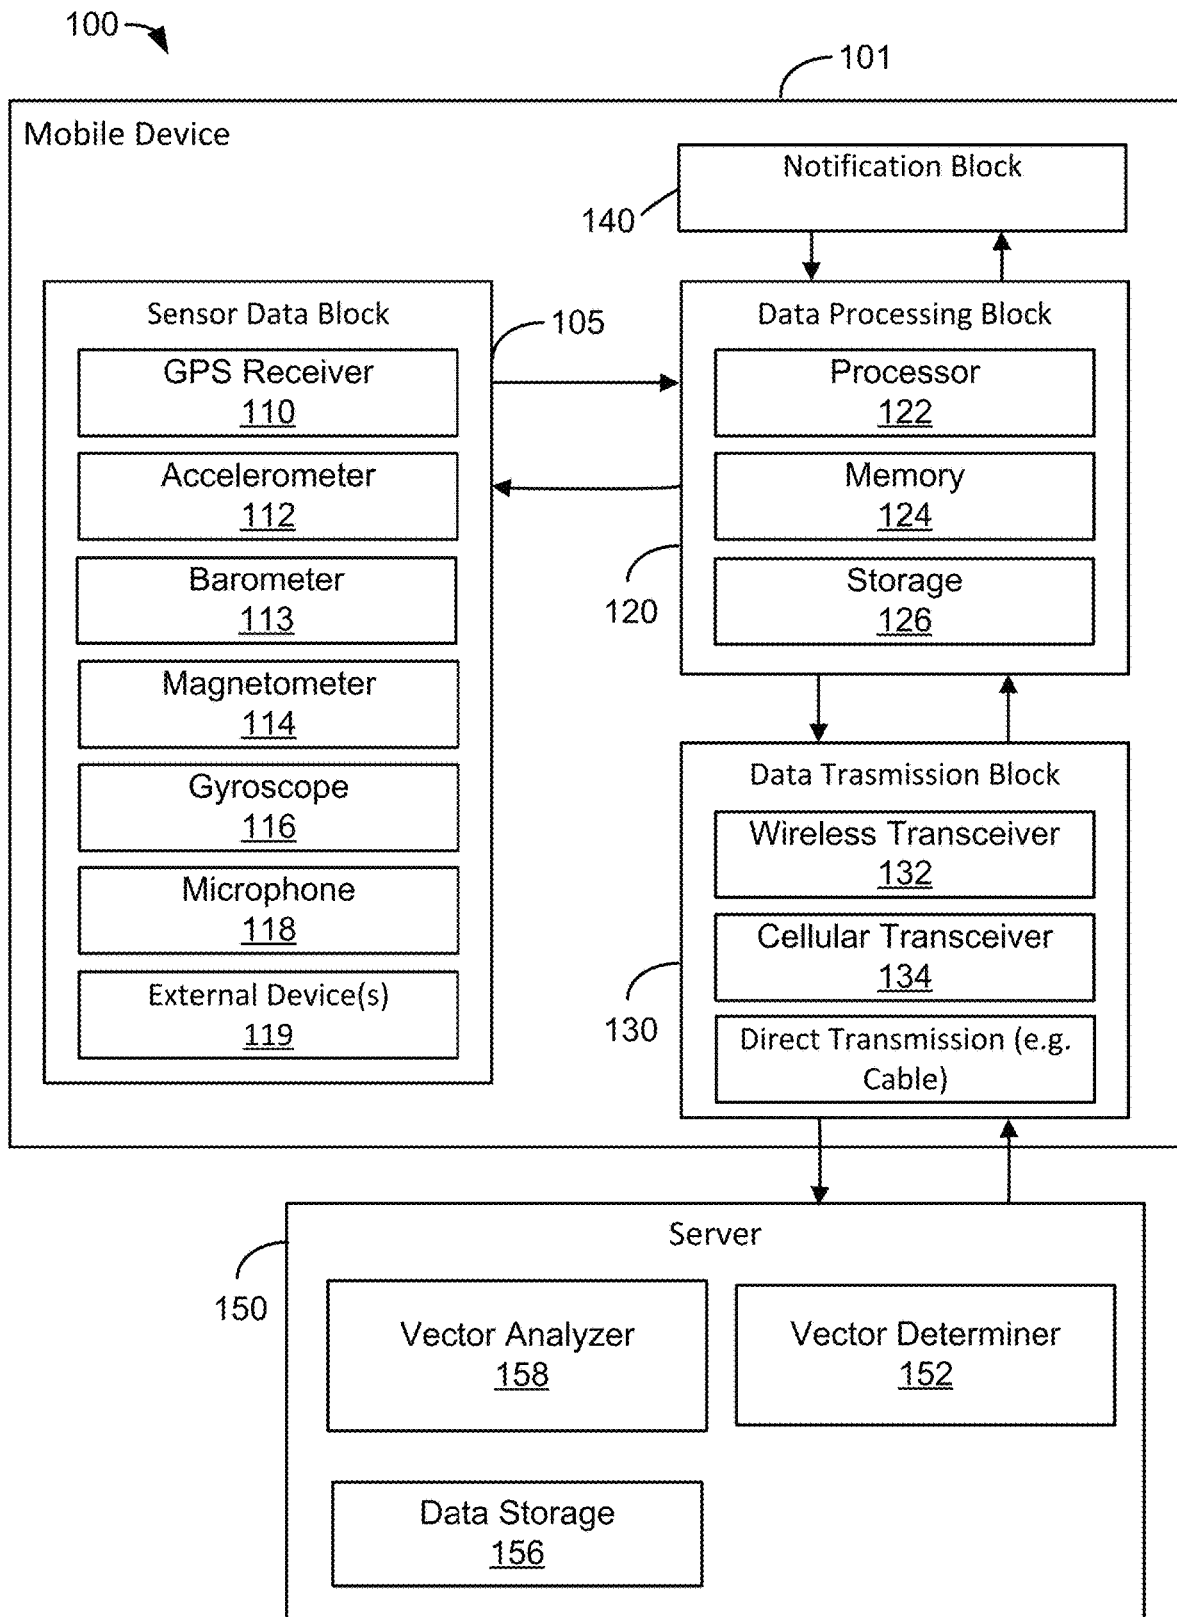 100
101
Mobile Device
Notification Block
140
Sensor Data Block
105
Data Processing Block
GPS Receiver
110
Processor
122
Accelerometer
112
Memory
124
Barometer
113
120
Storage
126
Magnetometer
114
Gyroscope
116
Data Trasmission Block
Wireless Transceiver
132
Microphone
118
Cellular Transceiver
134
External Device(s)
119
130
Direct Transmission (e.g.
Cable)
Server
150
Vector Analyzer
158
Vector Determiner
152
Data Storage
156